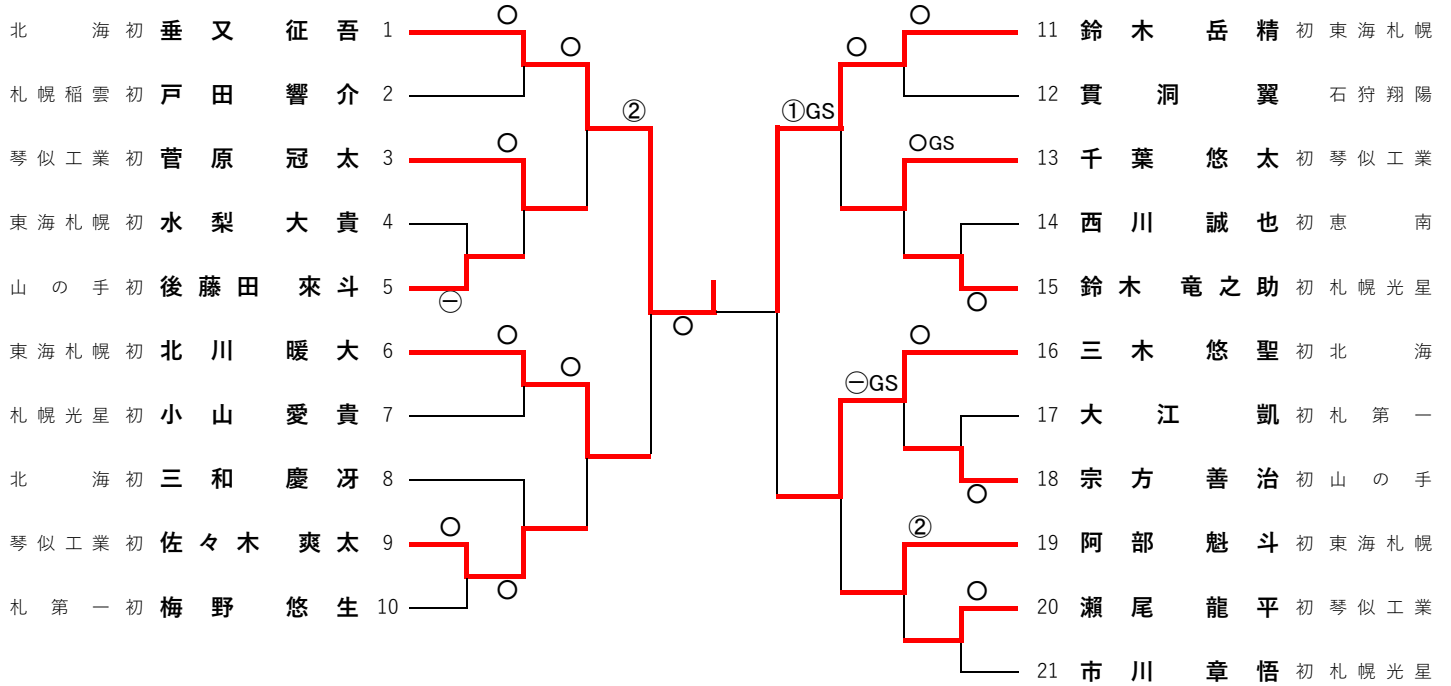 北海 初 垂又 征吾 1 〇
〇
札幌稲雲 初 戸田 響介 2
②
琴似工業 初 菅原 冠太 3 〇
東海札幌 初 水梨 大貴 4
山の手 初 後藤田 來斗 5 ㊀
〇
東海札幌 初 北川 暖大 6 〇
〇
札幌光星 初 小山 愛貴 7
北海 初 三和 慶冴 8
琴似工業 初 佐々木 爽太 9 〇
〇
札第一 初 梅野 悠生 10
〇 11 鈴木 岳精 初 東海札幌
〇
12 貫洞 翼 石狩翔陽
①GS
〇GS 13 千葉 悠太 初 琴似工業
14 西川 誠也 初 恵南
〇 15 鈴木 竜之助 初 札幌光星
〇 16 三木 悠聖 初 北海
㊀GS
17 大江 凱 初 札第一
〇 18 宗方 善治 初 山の手
② 19 阿部 魁斗 初 東海札幌
〇 20 瀬尾 龍平 初 琴似工業
21 市川 章悟 初 札幌光星